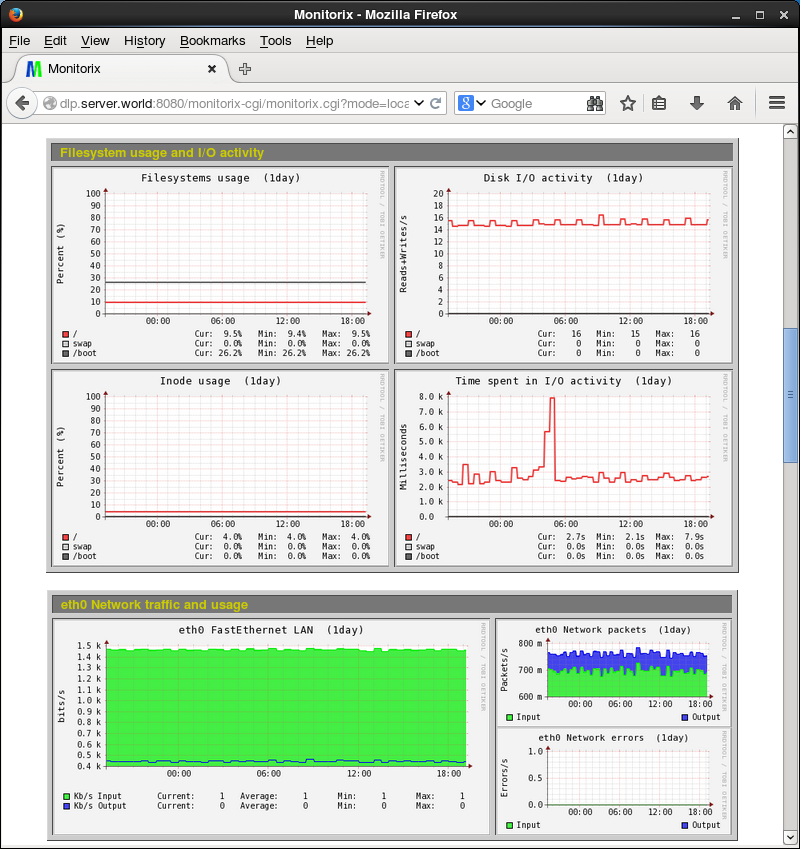 Monitorix - Mozilla Firefox
File Edit View History Bookmarks Tools Help
Monitorix
dlp.server.world:8080/monitorix-cgi/monitorix.cgi?mode=loca
8 Google
Filesystem usage and I/O activity
Filesystems usage (1day)
RRDTOOL / TOBI OETIKER
Percent (%)
100
90
80
70
60
50
40
30
20
10
0
00:00 06:00 12:00 18:00
/ Cur: 9.5% Min: 9.4% Max: 9.5%
swap Cur: 0.0% Min: 0.0% Max: 0.0%
/boot Cur: 26.2% Min: 26.2% Max: 26.2%
Disk I/O activity (1day)
RRDTOOL / TOBI OETIKER
Reads+Writes/s
20
18
16
14
12
10
8
6
4
2
0
00:00 06:00 12:00 18:00
/ Cur: 16 Min: 15 Max: 16
swap Cur: 0 Min: 0 Max: 0
/boot Cur: 0 Min: 0 Max: 0
Inode usage (1day)
RRDTOOL / TOBI OETIKER
Percent (%)
100
90
80
70
60
50
40
30
20
10
0
00:00 06:00 12:00 18:00
/ Cur: 4.0% Min: 4.0% Max: 4.0%
swap Cur: 0.0% Min: 0.0% Max: 0.0%
/boot Cur: 0.0% Min: 0.0% Max: 0.0%
Time spent in I/O activity (1day)
RRDTOOL / TOBI OETIKER
Milliseconds
8.0 k
7.0 k
6.0 k
5.0 k
4.0 k
3.0 k
2.0 k
1.0 k
0.0
00:00 06:00 12:00 18:00
/ Cur: 2.7s Min: 2.1s Max: 7.9s
swap Cur: 0.0s Min: 0.0s Max: 0.0s
/boot Cur: 0.0s Min: 0.0s Max: 0.0s
eth0 Network traffic and usage
eth0 FastEthernet LAN (1day)
RRDTOOL / TOBI OETIKER
bits/s
1.5 k
1.4 k
1.3 k
1.2 k
1.1 k
1.0 k
0.9 k
0.8 k
0.7 k
0.6 k
0.5 k
0.4 k
00:00 06:00 12:00 18:00
Kb/s Input Current: 1 Average: 1 Min: 1 Max: 1
Kb/s Output Current: 0 Average: 0 Min: 0 Max: 0
eth0 Network packets (1day)
RRDTOOL / TOBI OETIKER
Packets/s
800 m
700 m
600 m
00:00 06:00 12:00 18:00
Input Output
eth0 Network errors (1day)
RRDTOOL / TOBI OETIKER
Errors/s
1.0
0.5
0.0
00:00 06:00 12:00 18:00
Input Output